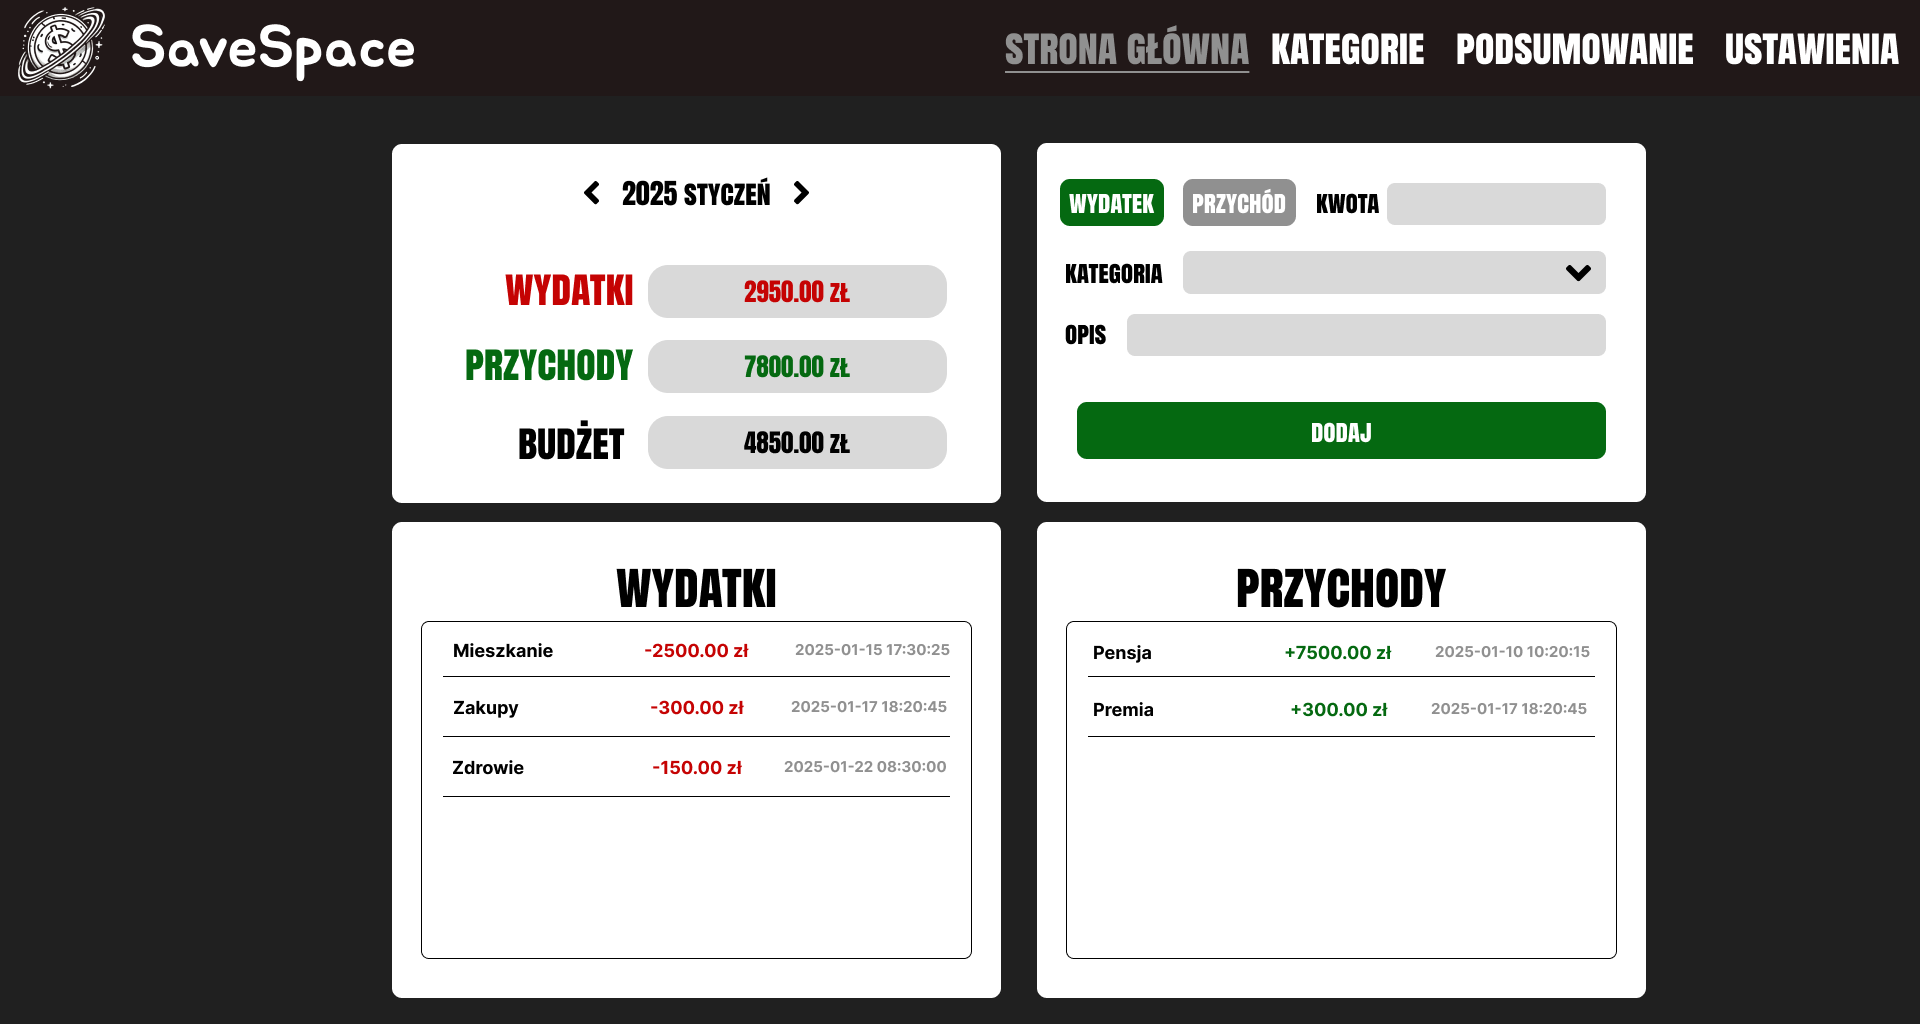 SaveSpace
STRONA GŁÓWNA KATEGORIE PODSUMOWANIE USTAWIENIA
2025 STYCZEŃ
WYDATKI 2950.00 ZŁ
PRZYCHODY 7800.00 ZŁ
BUDŻET 4850.00 ZŁ
WYDATEK PRZYCHÓD KWOTA
KATEGORIA
OPIS
DODAJ
WYDATKI
Mieszkanie -2500.00 zł 2025-01-15 17:30:25
Zakupy -300.00 zł 2025-01-17 18:20:45
Zdrowie -150.00 zł 2025-01-22 08:30:00
PRZYCHODY
Pensja +7500.00 zł 2025-01-10 10:20:15
Premia +300.00 zł 2025-01-17 18:20:45